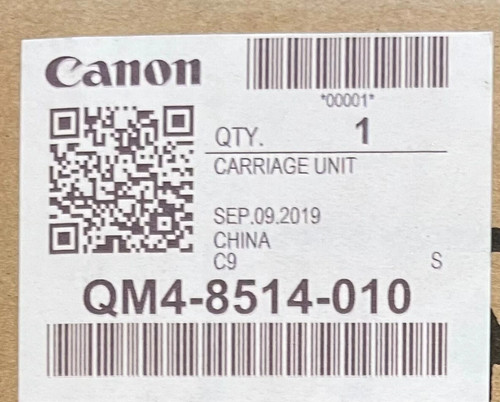 Canon
*00001*
QTY. 1
CARRIAGE UNIT
SEP.09.2019
CHINA
C9 S
QM4-8514-010